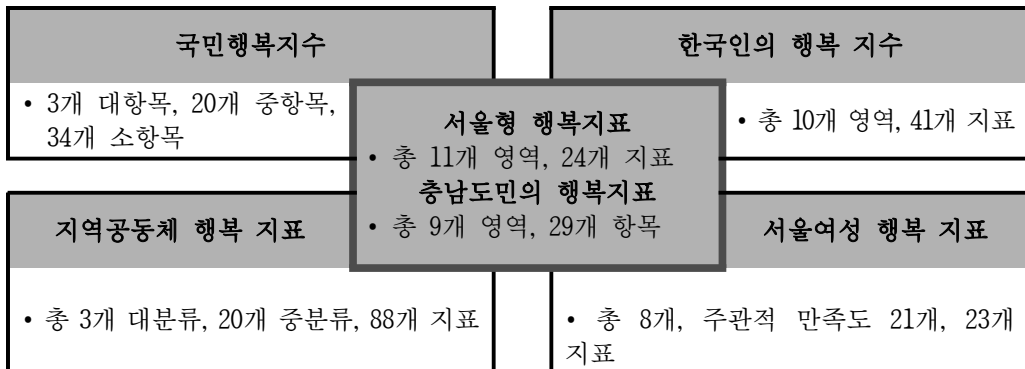 국민행복지수
• 3개 대항목, 20개 중항목,
34개 소항목
한국인의 행복 지수
• 총 10개 영역, 41개 지표
서울형 행복지표
• 총 11개 영역, 24개 지표
충남도민의 행복지표
• 총 9개 영역, 29개 항목
지역공동체 행복 지표
• 총 3개 대분류, 20개 중분류, 88개 지표
서울여성 행복 지표
• 총 8개, 주관적 만족도 21개, 23개
지표